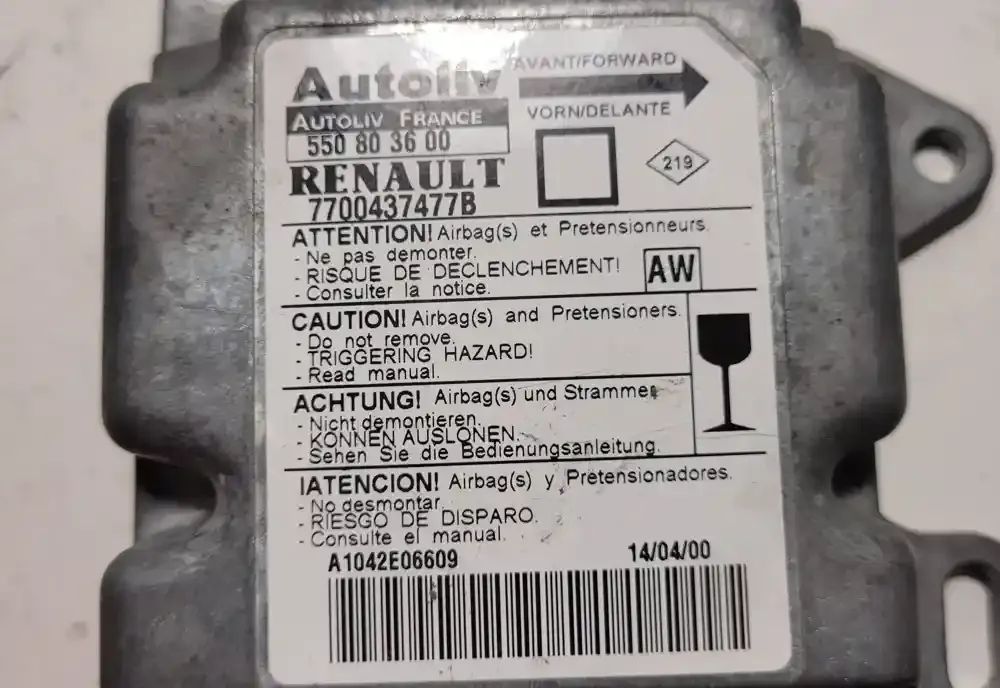 Autoliv
AVANT/FORWARD
VORN/DELANTE
AUTOLIV FRANCE
550 80 36 00
RENAULT
7700437477B
219
ATTENTION! Airbag(s) et Pretensionneurs.
- Ne pas demonter.
- RISQUE DE DECLENCHEMENT!
- Consulter la notice.
AW
CAUTION! Airbag(s) and Pretensioners.
- Do not remove.
- TRIGGERING HAZARD!
- Read manual.
ACHTUNG! Airbag(s) und Strammer
- Nicht demontieren.
- KONNEN AUSLONEN.
- Sehen Sie die Bedienungsanleitung.
IATENCION! Airbag(s) y Pretensionadores.
- No desmontar.
- RIESGO DE DISPARO.
- Consulte el manual.
A1042E06609
14/04/00